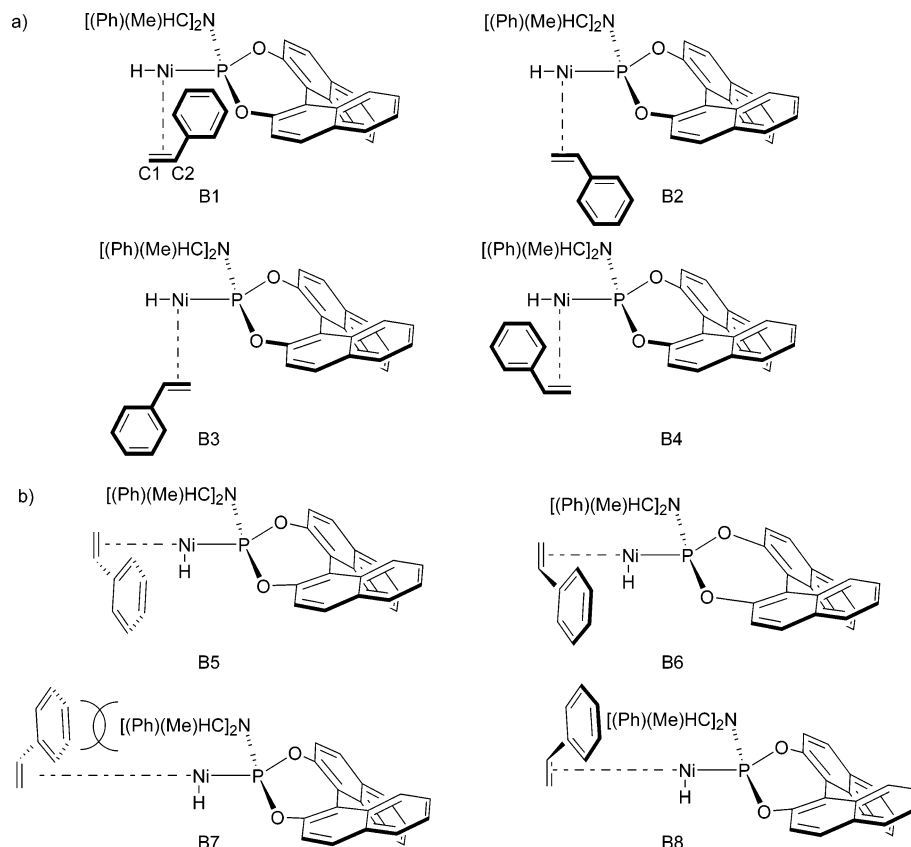 a)
[(Ph)(Me)HC]₂N
H–Ni
P
O
O
C1 C2
B1
[(Ph)(Me)HC]₂N
H–Ni
P
O
O
B2
[(Ph)(Me)HC]₂N
H–Ni
P
O
O
B3
[(Ph)(Me)HC]₂N
H–Ni
P
O
O
B4
b)
[(Ph)(Me)HC]₂N
Ni
H
P
O
O
B5
[(Ph)(Me)HC]₂N
Ni
H
P
O
O
B6
[(Ph)(Me)HC]₂N
Ni
H
P
O
O
B7
[(Ph)(Me)HC]₂N
Ni
H
P
O
O
B8